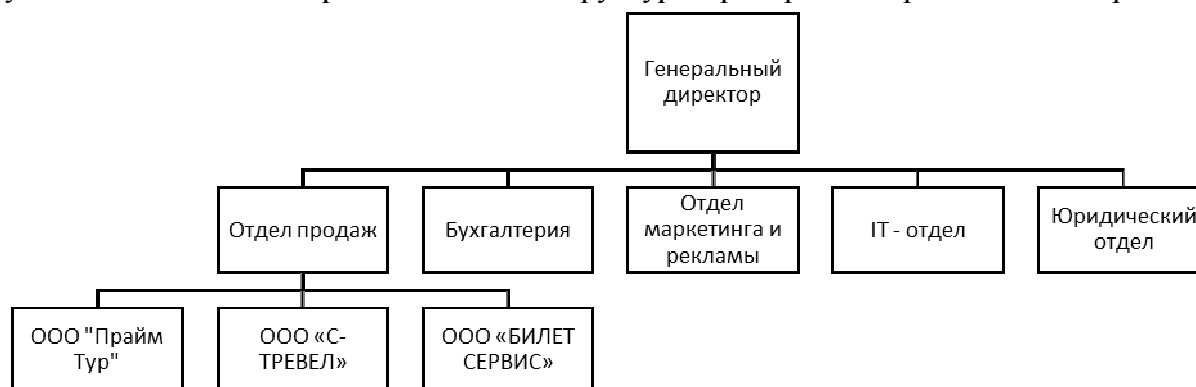 Генеральный
директор
Отдел продаж
Бухгалтерия
Отдел
маркетинга и
рекламы
IT - отдел
Юридический
отдел
ООО "Прайм
Тур"
ООО «С-
ТРЕВЕЛ»
ООО «БИЛЕТ
СЕРВИС»